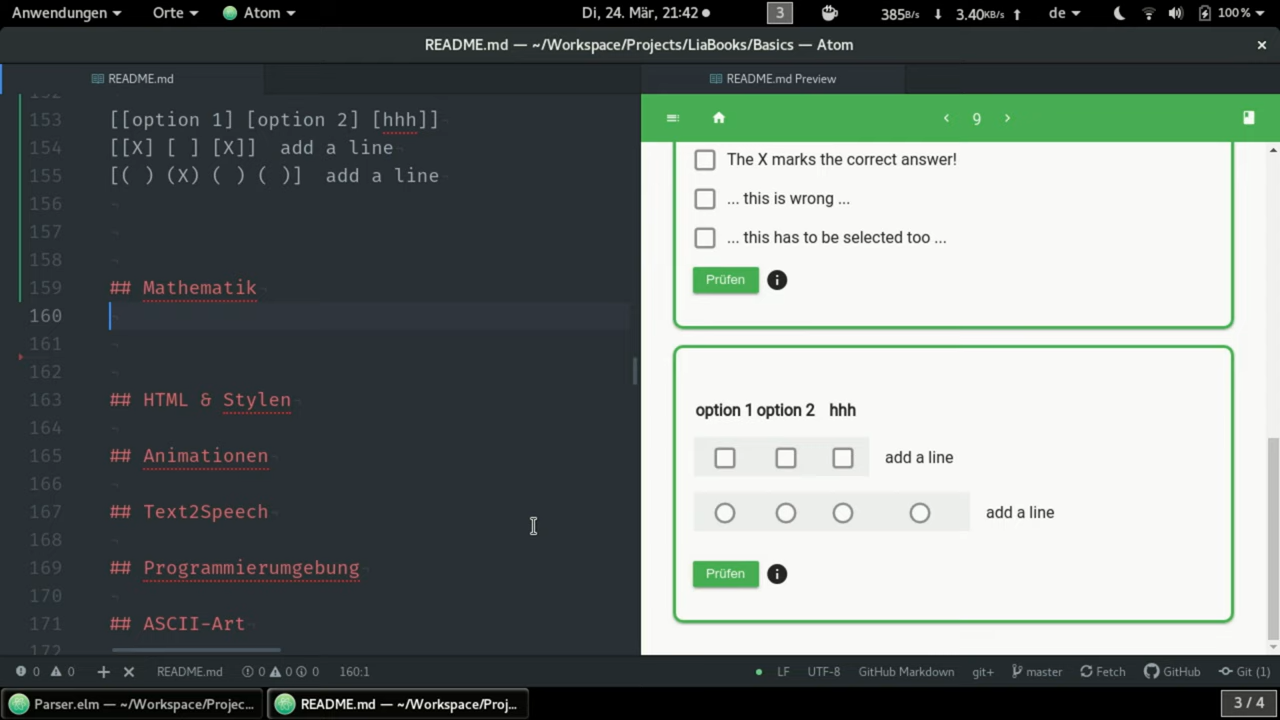 Anwendungen Orte Atom Di, 24. Mär, 21:42 3 385B/s 3.40KB/s de 100%
README.md — ~/Workspace/Projects/LiaBooks/Basics — Atom ×
README.md
README.md Preview
153 [[option 1] [option 2] [hhh]]
154 [[X] [ ] [X]]  add a line
155 [( ) (X) ( ) ( )]  add a line
156
157
158
159 ## Mathematik
160
161
162
163 ## HTML & Stylen
164
165 ## Animationen
166
167 ## Text2Speech
168
169 ## Programmierumgebung
170
171 ## ASCII-Art
172
9
The X marks the correct answer!
... this is wrong ...
... this has to be selected too ...
Prüfen
option 1 option 2 hhh
add a line
add a line
Prüfen
0 0 + × README.md 0 0 0 160:1 LF UTF-8 GitHub Markdown git+ master Fetch GitHub Git (1)
Parser.elm — ~/Workspace/Projec... README.md — ~/Workspace/Proj... 3 / 4